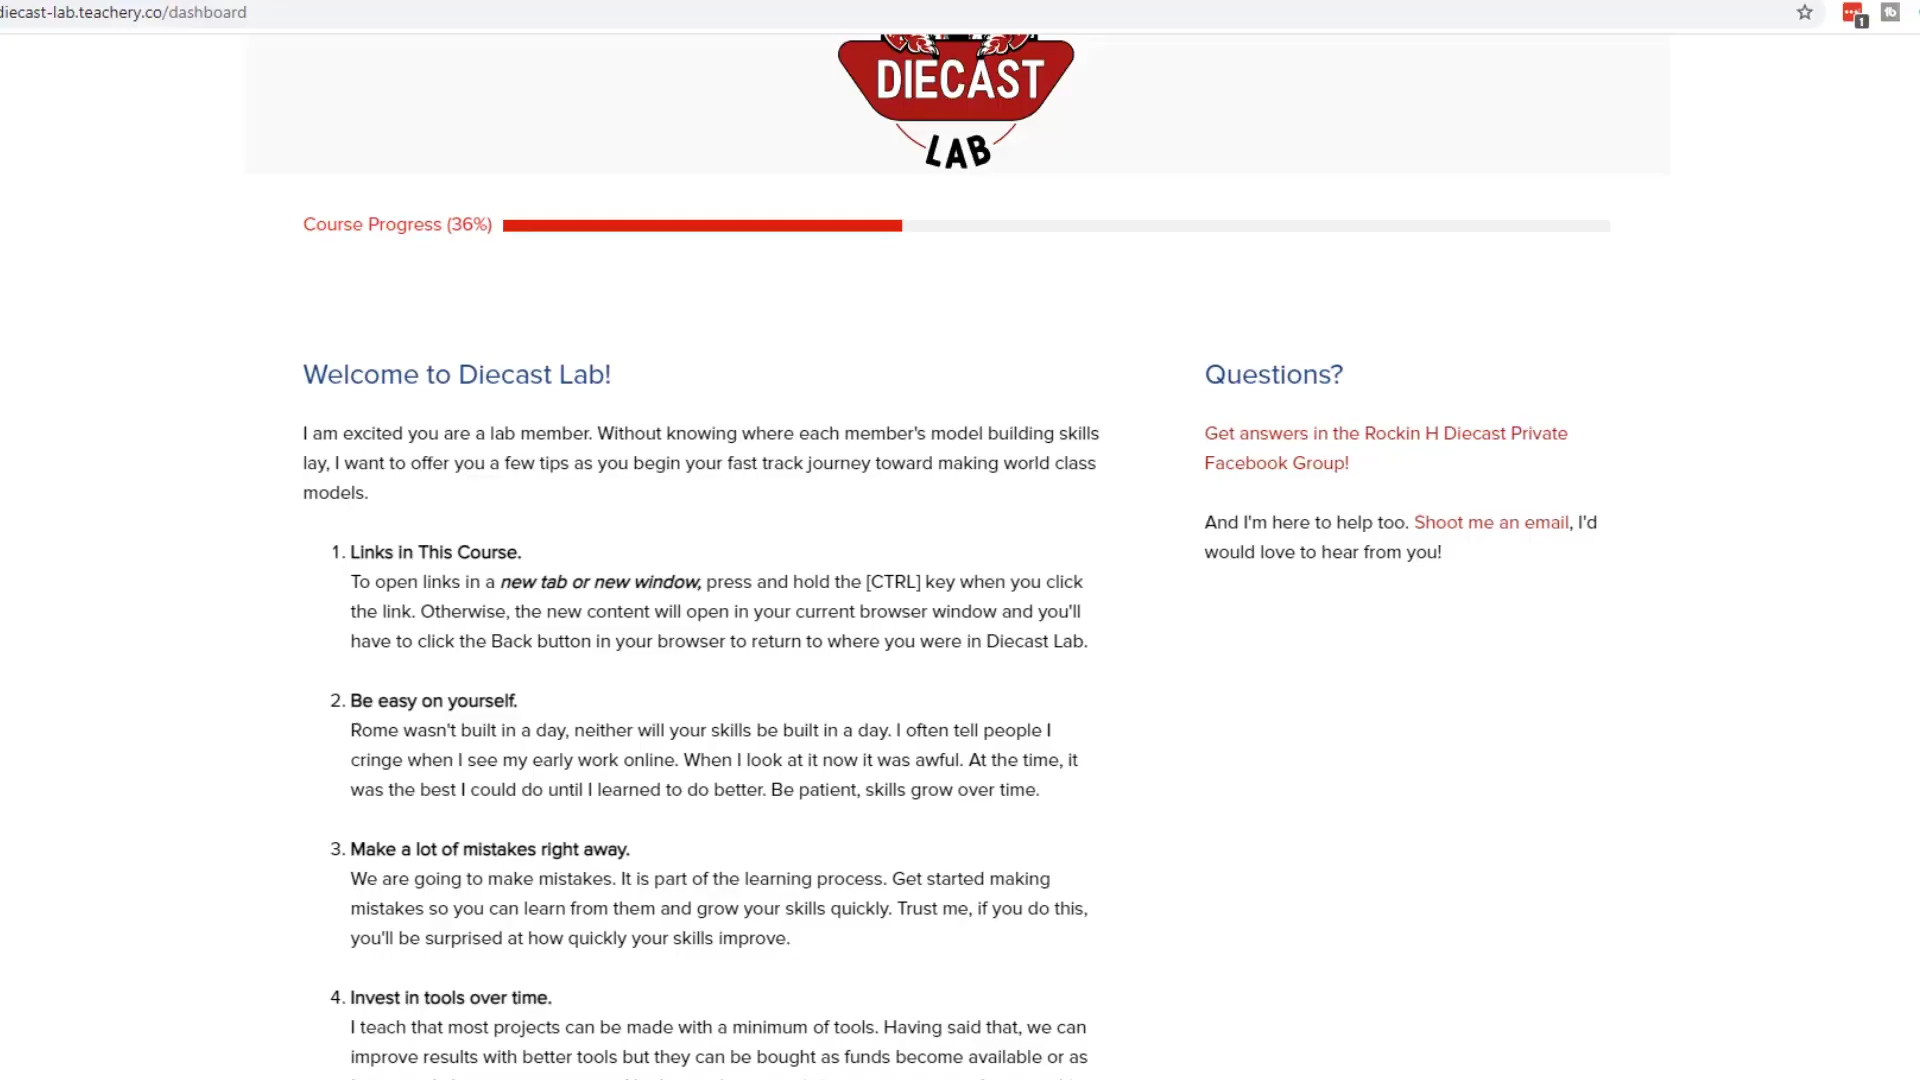 diecast-lab.teachery.co/dashboard
1
DIECAST
LAB
Course Progress (36%)
Welcome to Diecast Lab!
I am excited you are a lab member. Without knowing where each member's model building skills
lay, I want to offer you a few tips as you begin your fast track journey toward making world class
models.
1. Links in This Course.
To open links in a new tab or new window, press and hold the [CTRL] key when you click
the link. Otherwise, the new content will open in your current browser window and you'll
have to click the Back button in your browser to return to where you were in Diecast Lab.
2. Be easy on yourself.
Rome wasn't built in a day, neither will your skills be built in a day. I often tell people I
cringe when I see my early work online. When I look at it now it was awful. At the time, it
was the best I could do until I learned to do better. Be patient, skills grow over time.
3. Make a lot of mistakes right away.
We are going to make mistakes. It is part of the learning process. Get started making
mistakes so you can learn from them and grow your skills quickly. Trust me, if you do this,
you'll be surprised at how quickly your skills improve.
4. Invest in tools over time.
I teach that most projects can be made with a minimum of tools. Having said that, we can
improve results with better tools but they can be bought as funds become available or as
Questions?
Get answers in the Rockin H Diecast Private
Facebook Group!
And I'm here to help too. Shoot me an email, I'd
would love to hear from you!